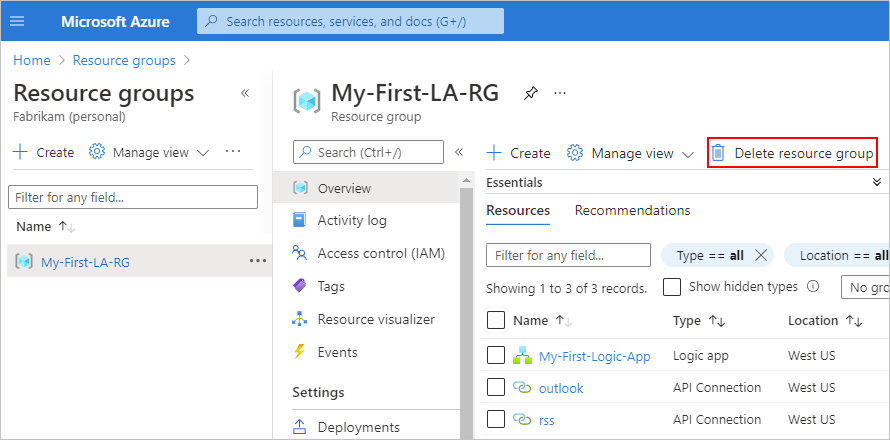 Microsoft Azure
Search resources, services, and docs (G+/)
Home > Resource groups >
Resource groups «
Fabrikam (personal)
+ Create Manage view ...
Filter for any field...
Name ↑↓
My-First-LA-RG ...
My-First-LA-RG ...
Resource group
Search (Ctrl+/) «
Overview
Activity log
Access control (IAM)
Tags
Resource visualizer
Events
Settings
Deployments
+ Create Manage view Delete resource group
Essentials
Resources Recommendations
Filter for any field... Type == all Location == all
Showing 1 to 3 of 3 records. Show hidden types No gro
Name ↑↓ Type ↑↓ Location ↑↓
My-First-Logic-App Logic app West US
outlook API Connection West US
rss API Connection West US